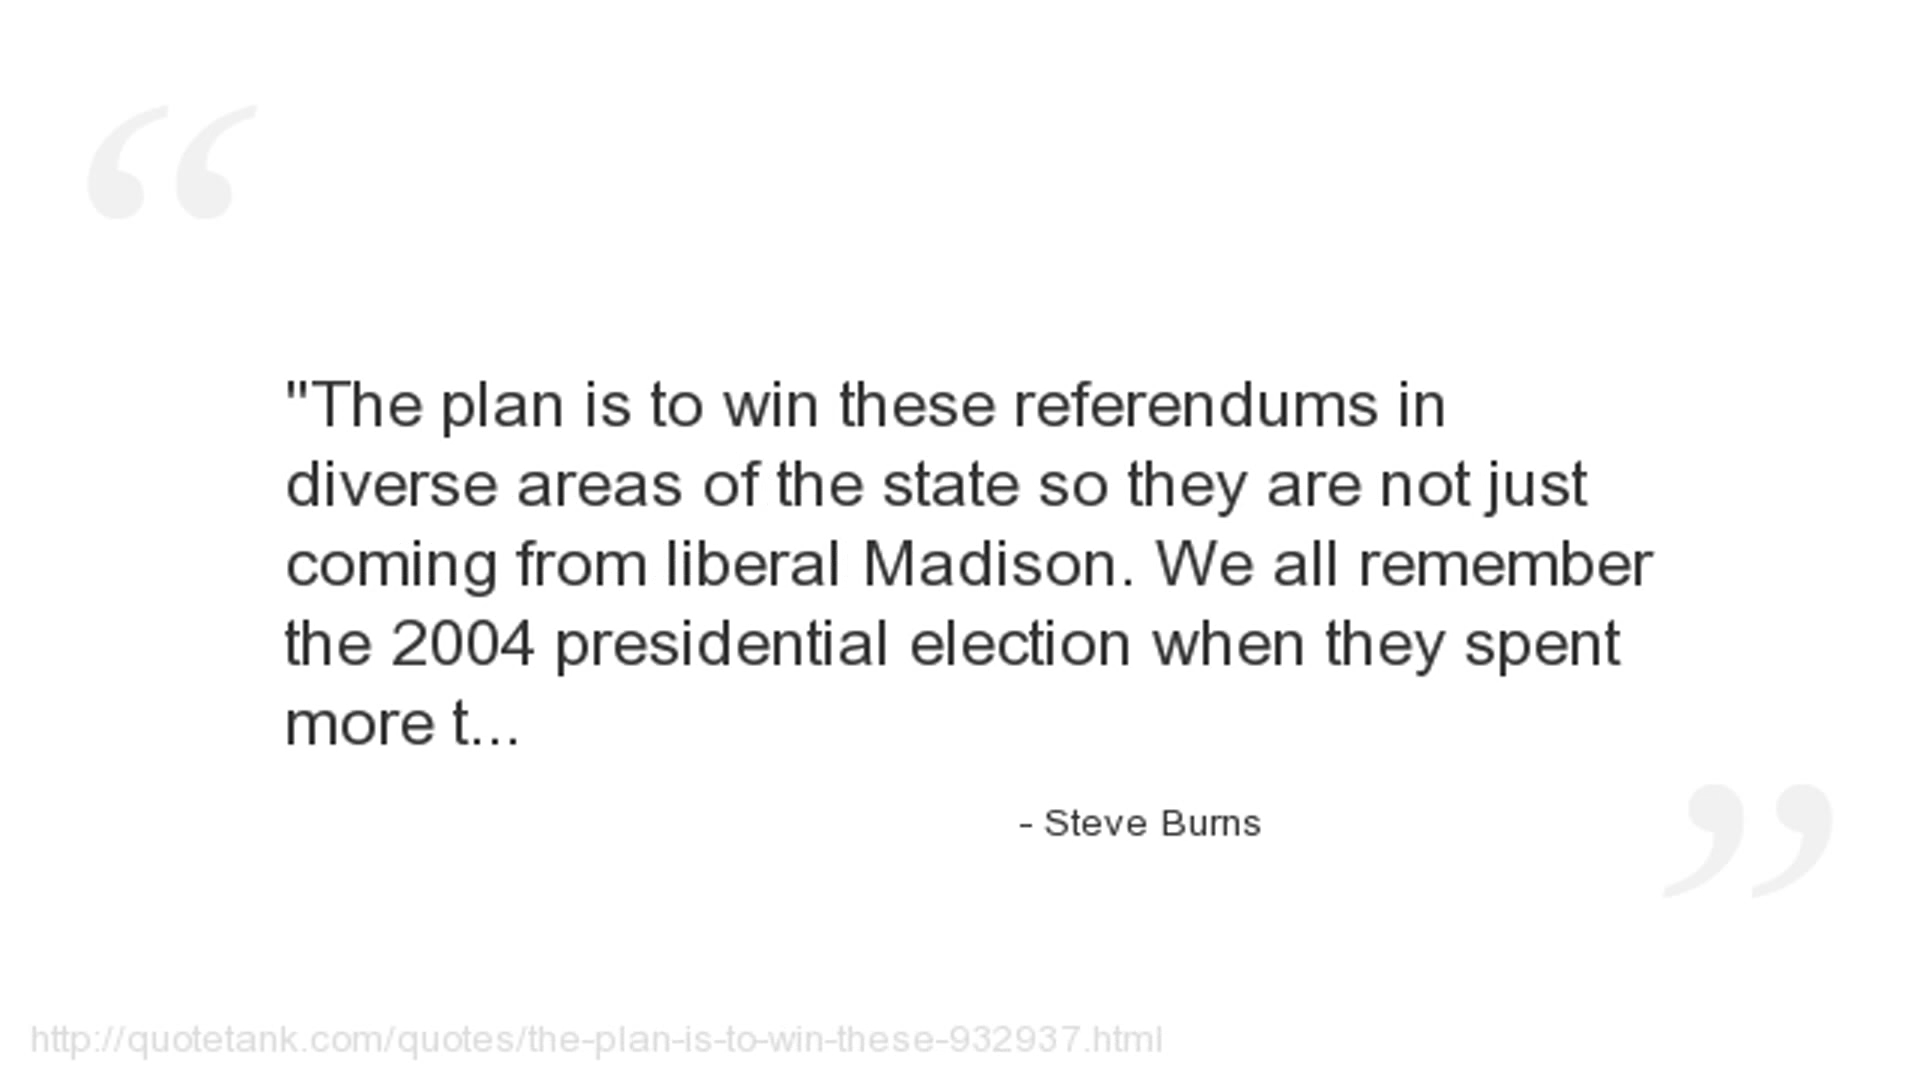 "The plan is to win these referendums in
diverse areas of the state so they are not just
coming from liberal Madison. We all remember
the 2004 presidential election when they spent
more t...
- Steve Burns
http://quotetank.com/quotes/the-plan-is-to-win-these-932937.html